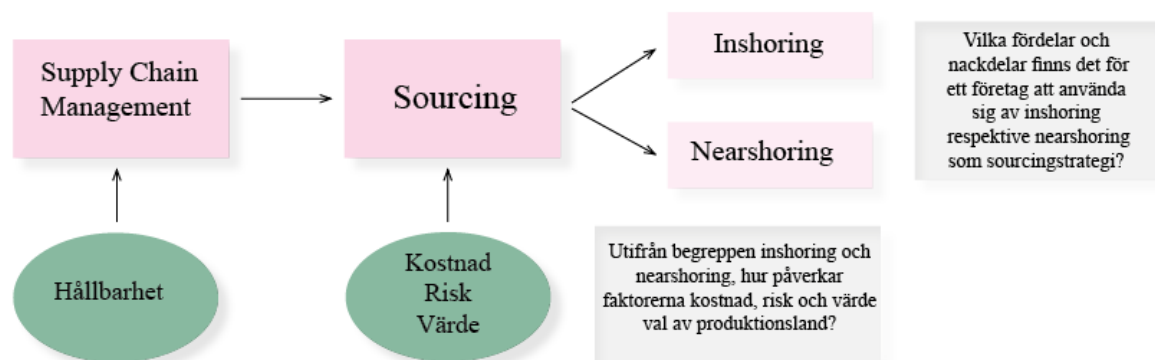 Supply Chain
Management
Sourcing
Inshoring
Nearshoring
Vilka fördelar och
nackdelar finns det för
ett företag att använda
sig av inshoring
respektive nearshoring
som sourcingstrategi?
Hållbarhet
Kostnad
Risk
Värde
Utifrån begreppen inshoring och
nearshoring, hur påverkar
faktorerna kostnad, risk och värde
val av produktionsland?